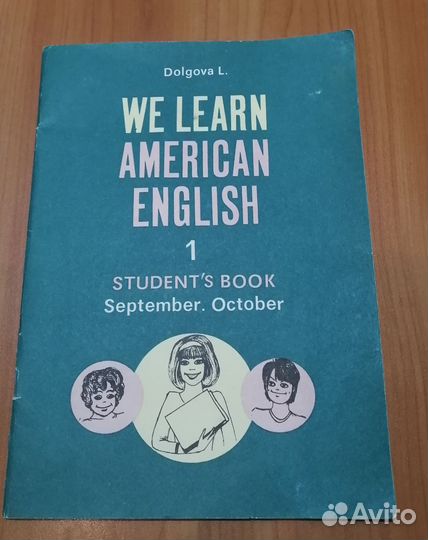 Dolgova L.
WE LEARN
AMERICAN
ENGLISH
1
STUDENT'S BOOK
September. October
Avito